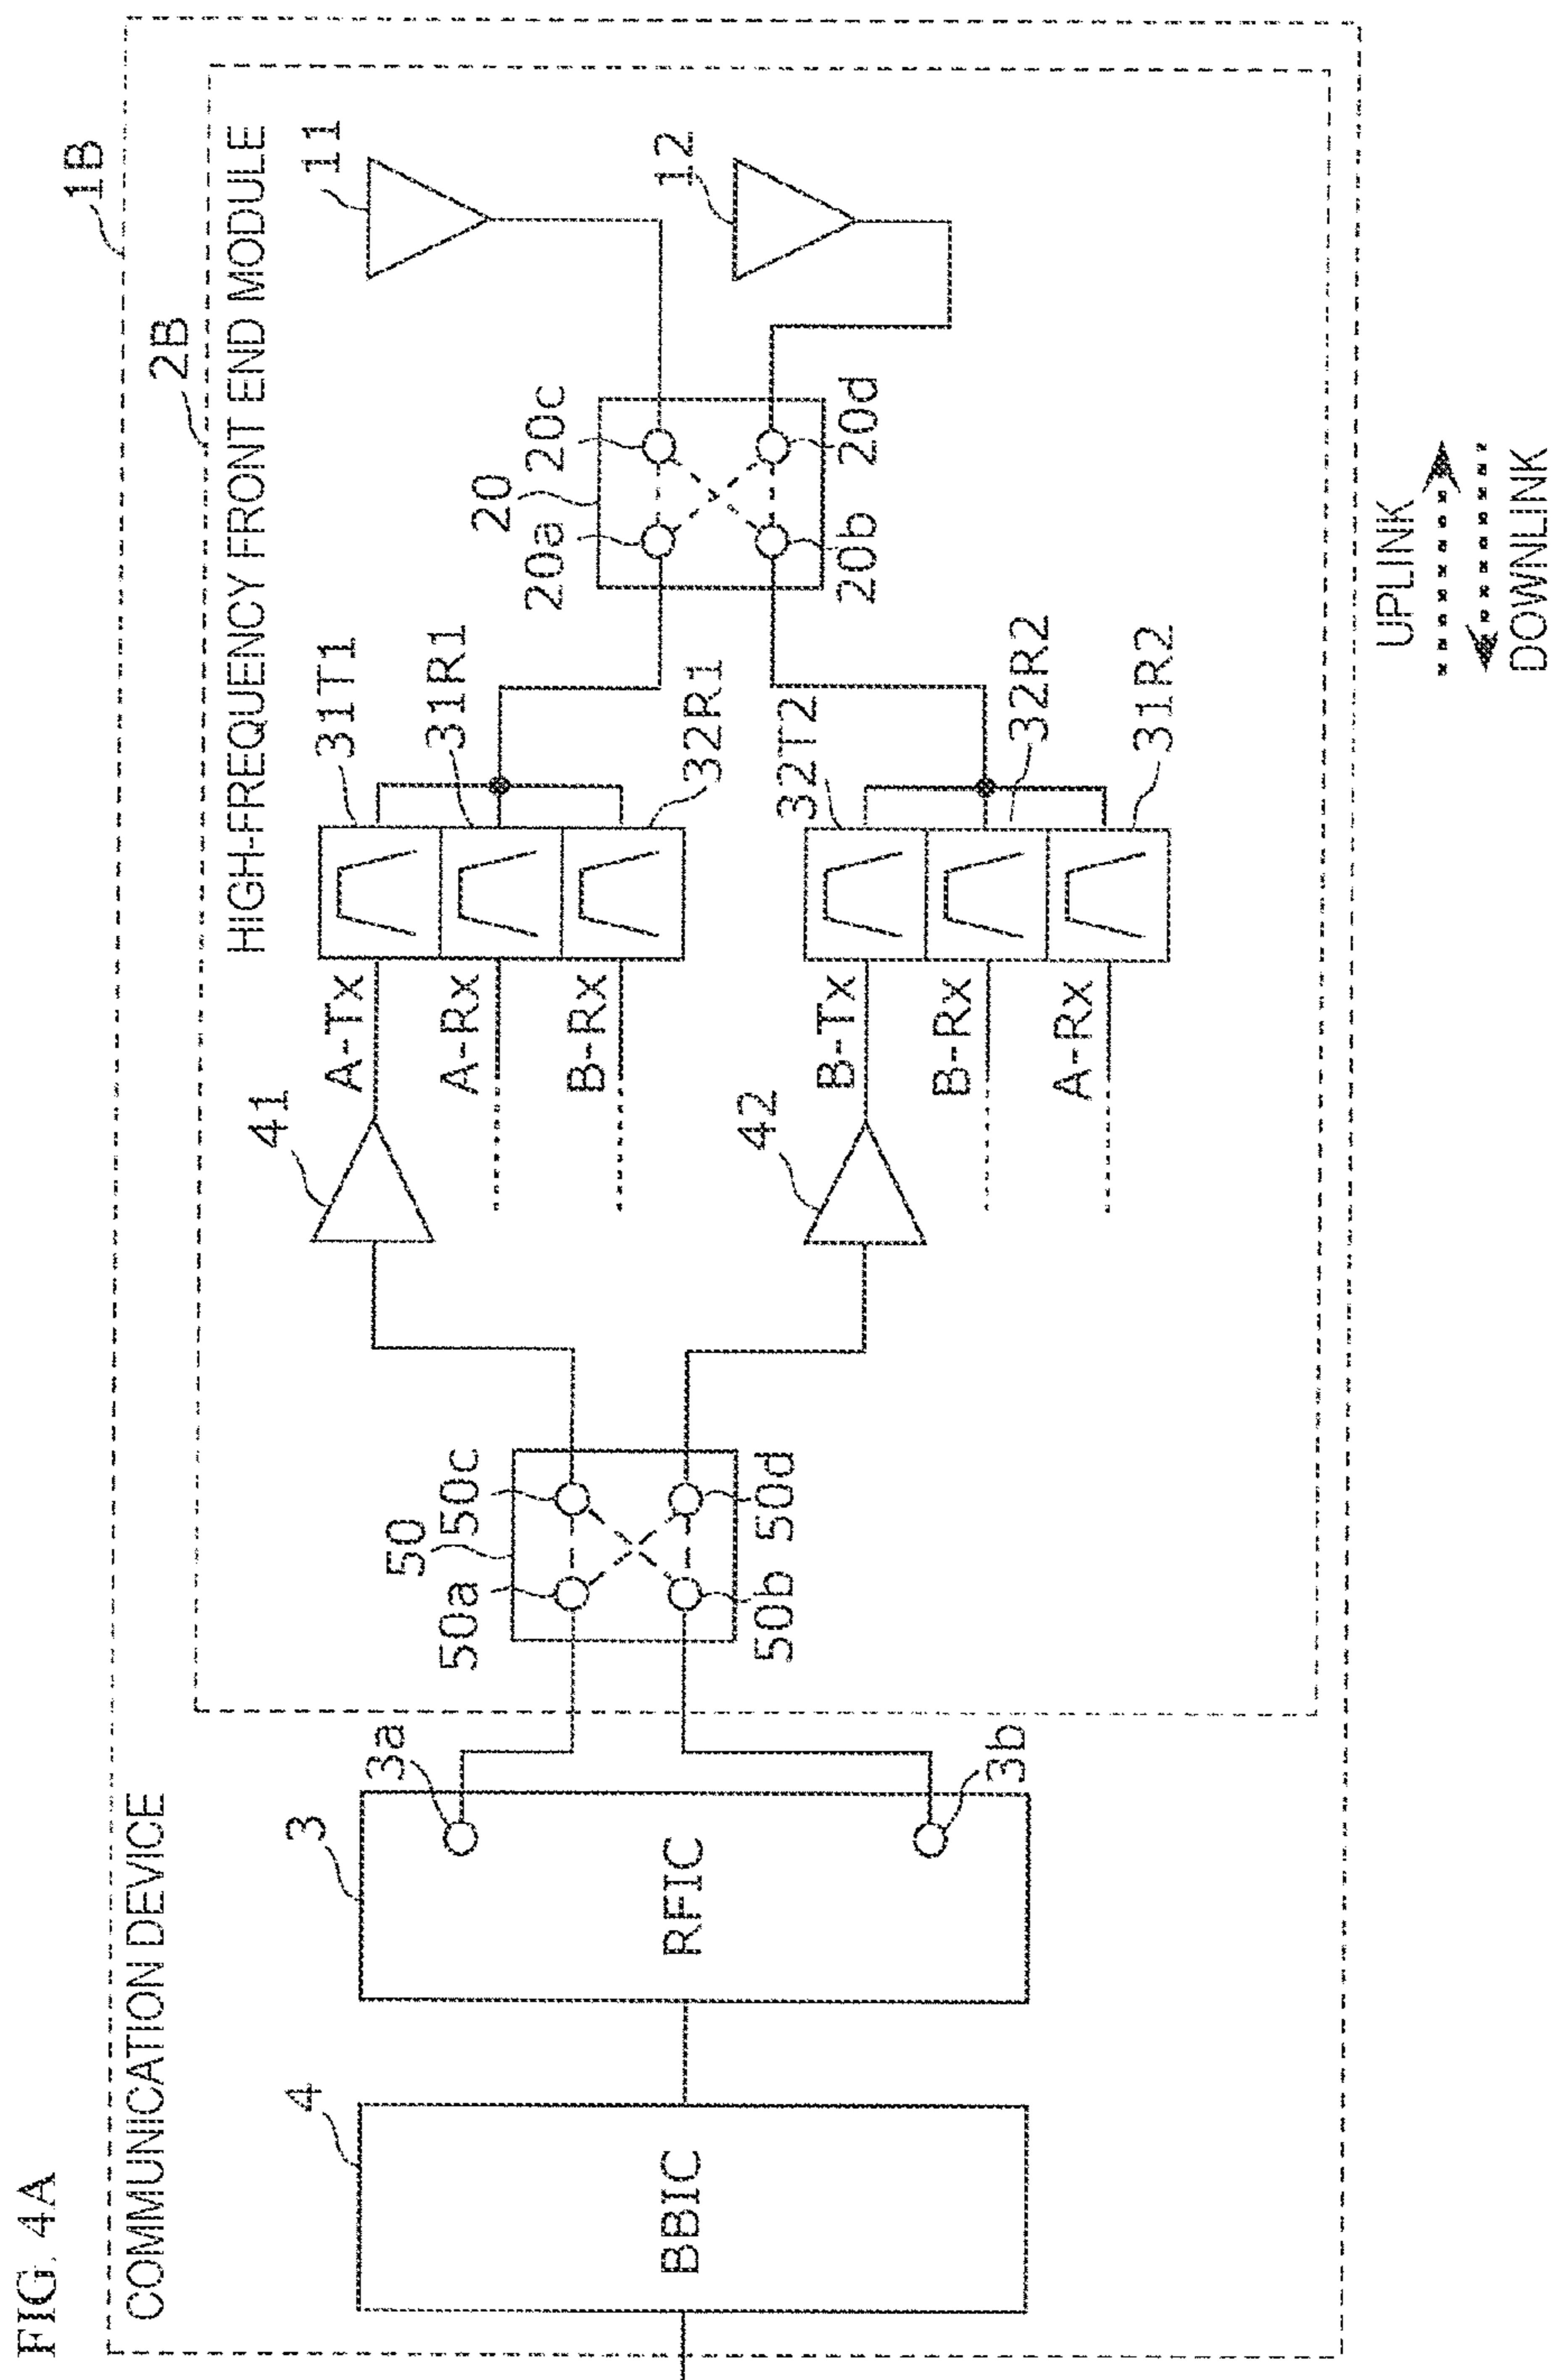 FIG. 4A
1B
COMMUNICATION DEVICE
2B
HIGH-FREQUENCY FRONT END MODULE
4
BBIC
3
RFIC
3a
3b
50
50a
50c
50b
50d
41
42
A-Tx
A-Rx
B-Rx
B-Tx
B-Rx
A-Rx
31T1
31R1
32R1
32T2
32R2
31R2
20
20a
20c
20b
20d
11
12
UPLINK
DOWNLINK